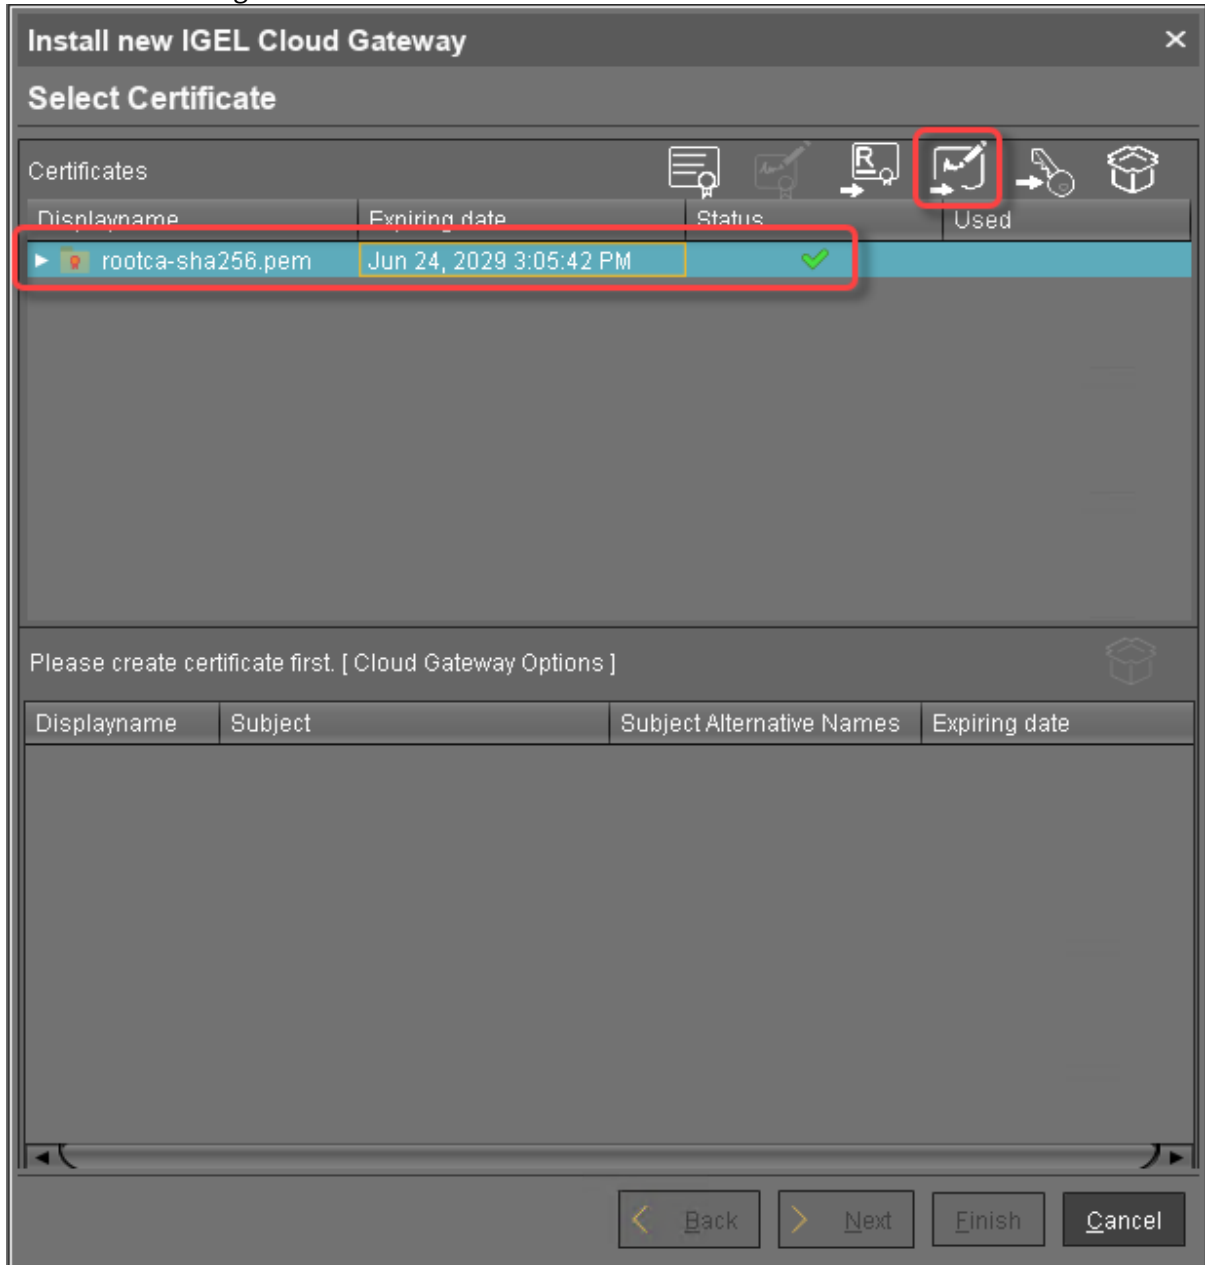 Install new IGEL Cloud Gateway
Select Certificate
Certificates
Displayname Expiring date Status Used
rootca-sha256.pem Jun 24, 2029 3:05:42 PM
Please create certificate first. [ Cloud Gateway Options ]
Displayname Subject Subject Alternative Names Expiring date
Back Next Finish Cancel